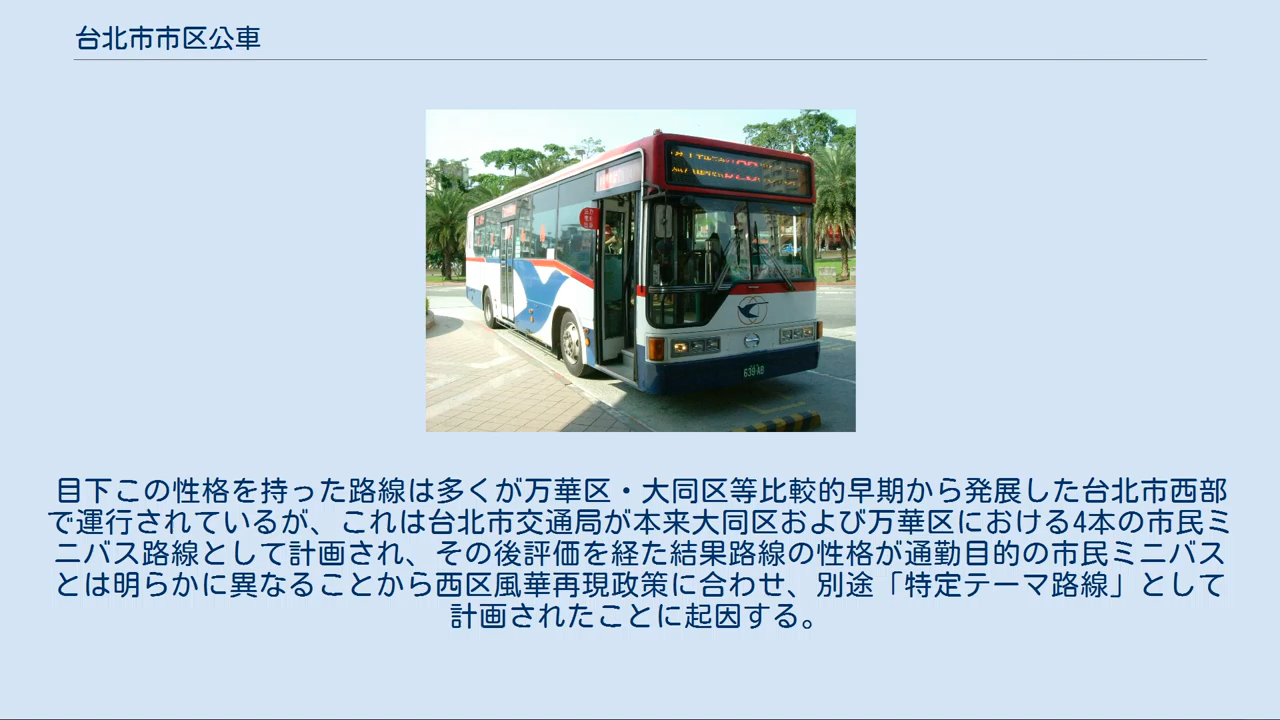 台北市市区公車
639-AB
目下この性格を持った路線は多くが万華区・大同区等比較的早期から発展した台北市西部
で運行されているが、これは台北市交通局が本来大同区および万華区における4本の市民ミ
ニバス路線として計画され、その後評価を経た結果路線の性格が通勤目的の市民ミニバス
とは明らかに異なることから西区風華再現政策に合わせ、別途「特定テーマ路線」として
計画されたことに起因する。